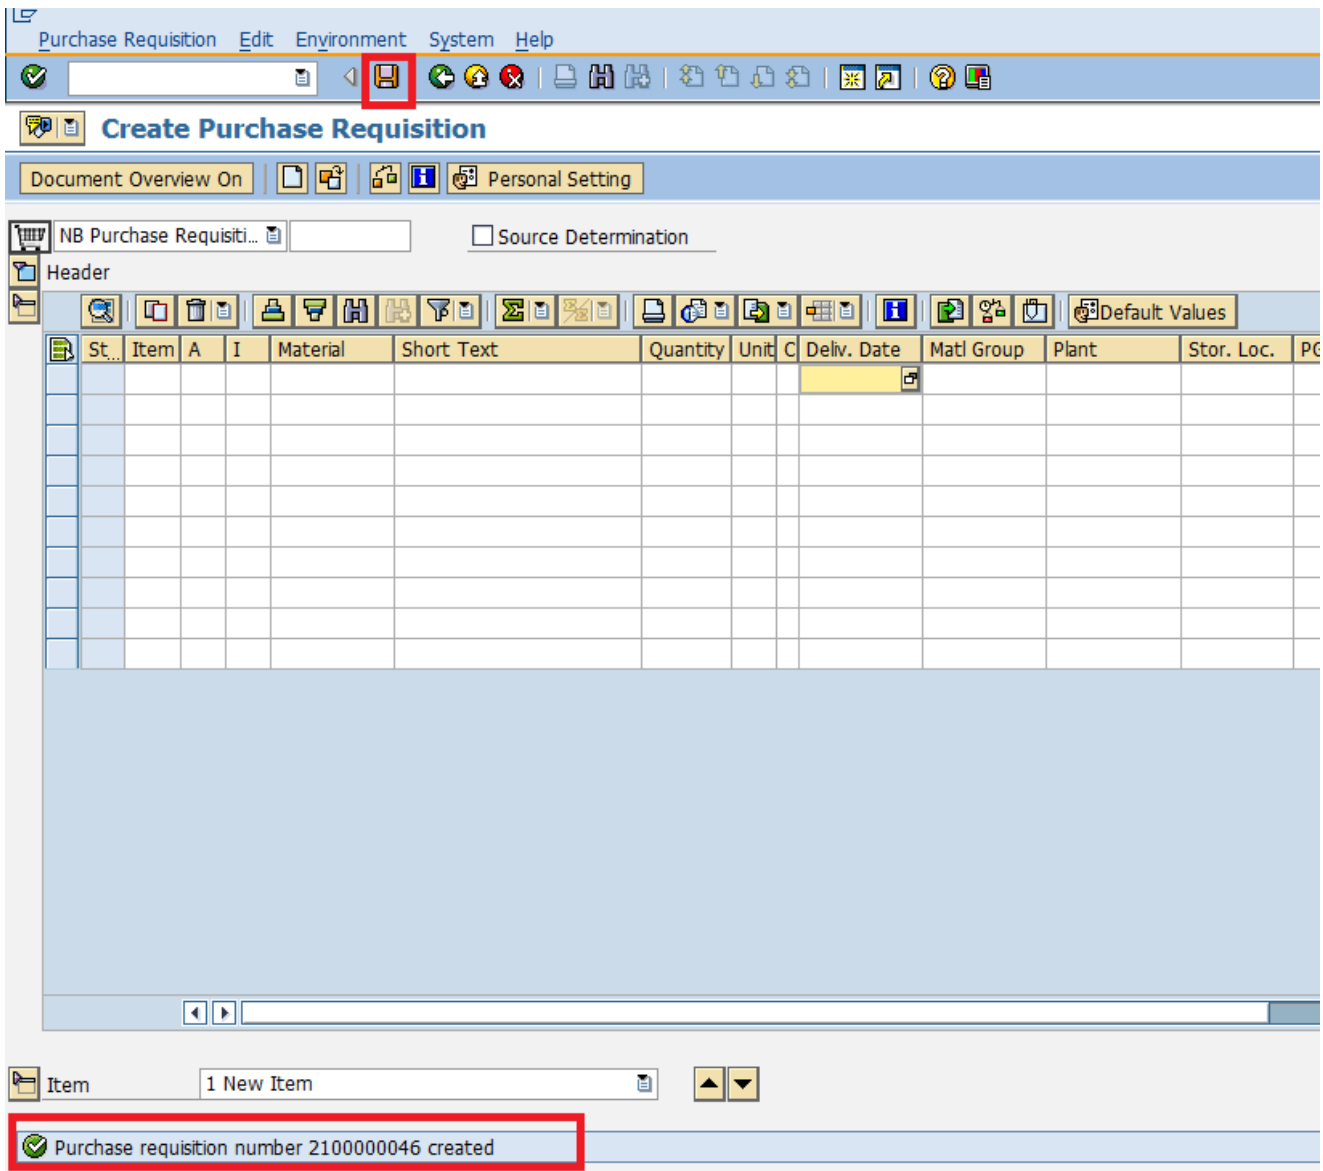 Purchase Requisition Edit Environment System Help
Create Purchase Requisition
Document Overview On Personal Setting
NB Purchase Requisiti... Source Determination
Header
Default Values
St... Item A I Material Short Text Quantity Unit C Deliv. Date Matl Group Plant Stor. Loc. PG
Item 1 New Item
Purchase requisition number 2100000046 created